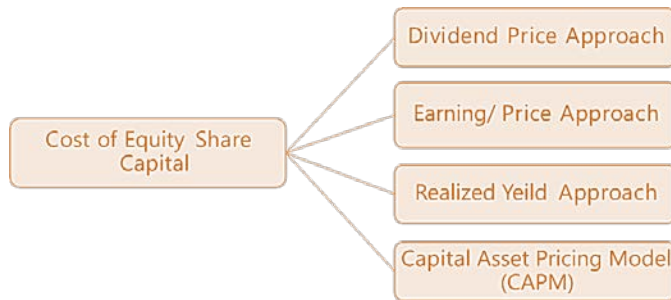 Cost of Equity Share
Capital
Dividend Price Approach
Earning/ Price Approach
Realized Yeild Approach
Capital Asset Pricing Model
(CAPM)